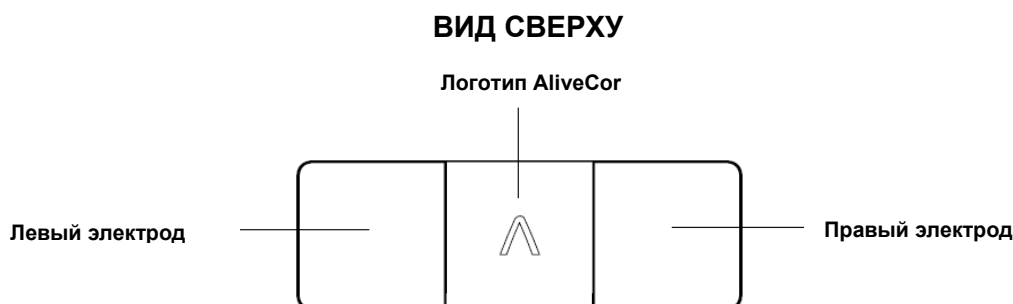 ВИД СВЕРХУ
Логотип AliveCor
Левый электрод
Правый электрод